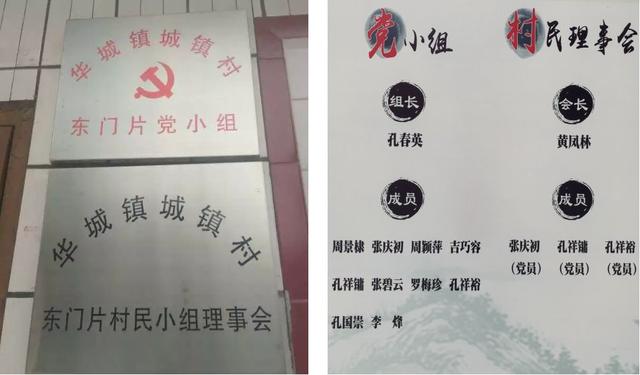 华城镇城镇村
东门片党小组
华城镇城镇村
东门片村民小组理事会
党小组
组长
孔春英
成员
周景棣 张庆初 周颖萍 吉巧容
孔祥镛 张碧云 罗梅珍 孔祥裕
孔国崇 李烽
村民理事会
会长
黄凤林
成员
张庆初 孔祥镛 孔祥裕
(党员) (党员) (党员)